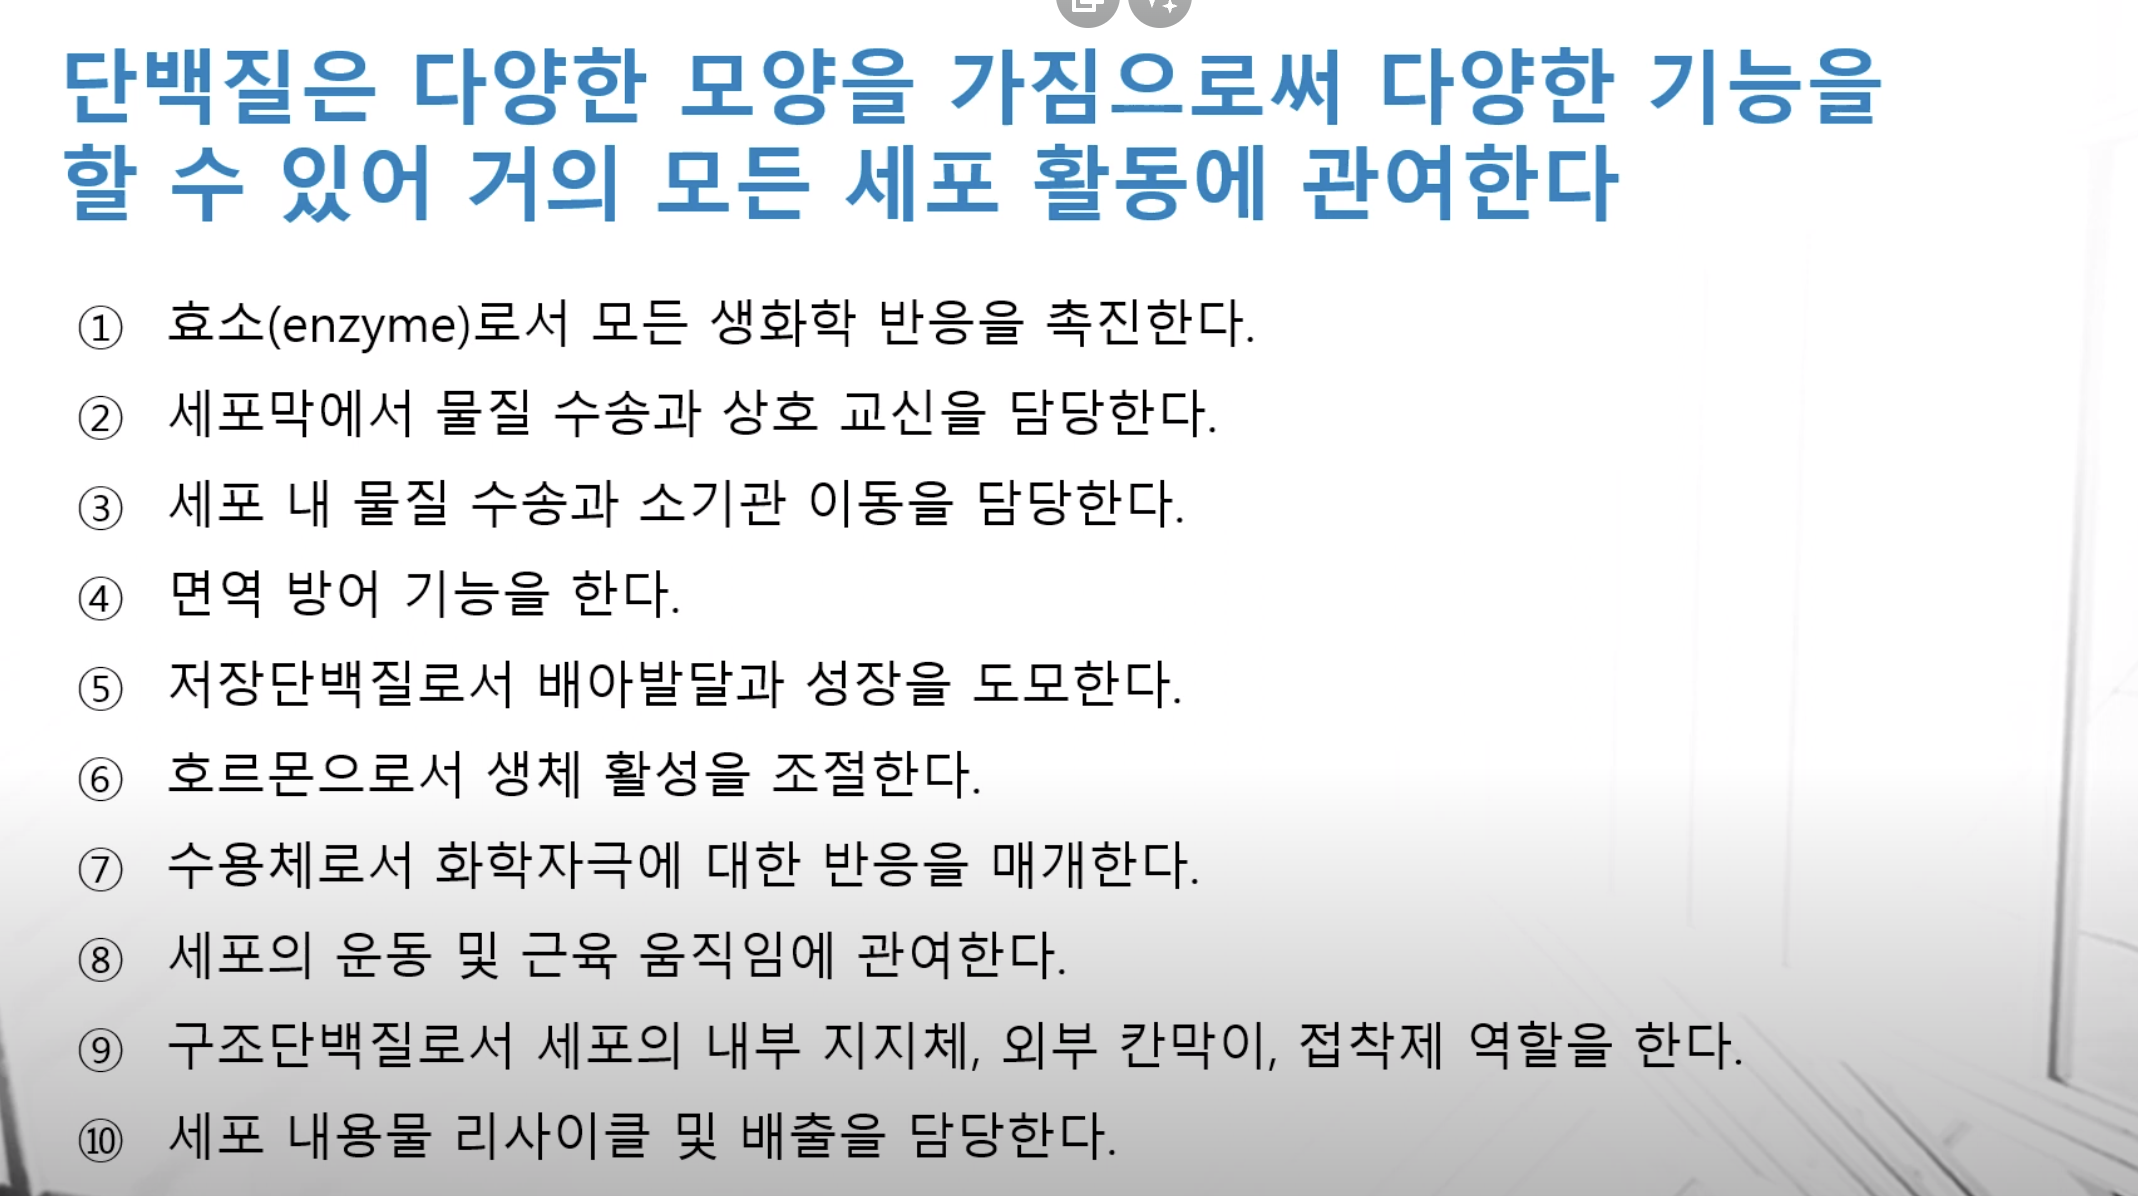 단백질은 다양한 모양을 가짐으로써 다양한 기능을
할 수 있어 거의 모든 세포 활동에 관여한다
① 효소(enzyme)로서 모든 생화학 반응을 촉진한다.
② 세포막에서 물질 수송과 상호 교신을 담당한다.
③ 세포 내 물질 수송과 소기관 이동을 담당한다.
④ 면역 방어 기능을 한다.
⑤ 저장단백질로서 배아발달과 성장을 도모한다.
⑥ 호르몬으로서 생체 활성을 조절한다.
⑦ 수용체로서 화학자극에 대한 반응을 매개한다.
⑧ 세포의 운동 및 근육 움직임에 관여한다.
⑨ 구조단백질로서 세포의 내부 지지체, 외부 칸막이, 접착제 역할을 한다.
⑩ 세포 내용물 리사이클 및 배출을 담당한다.